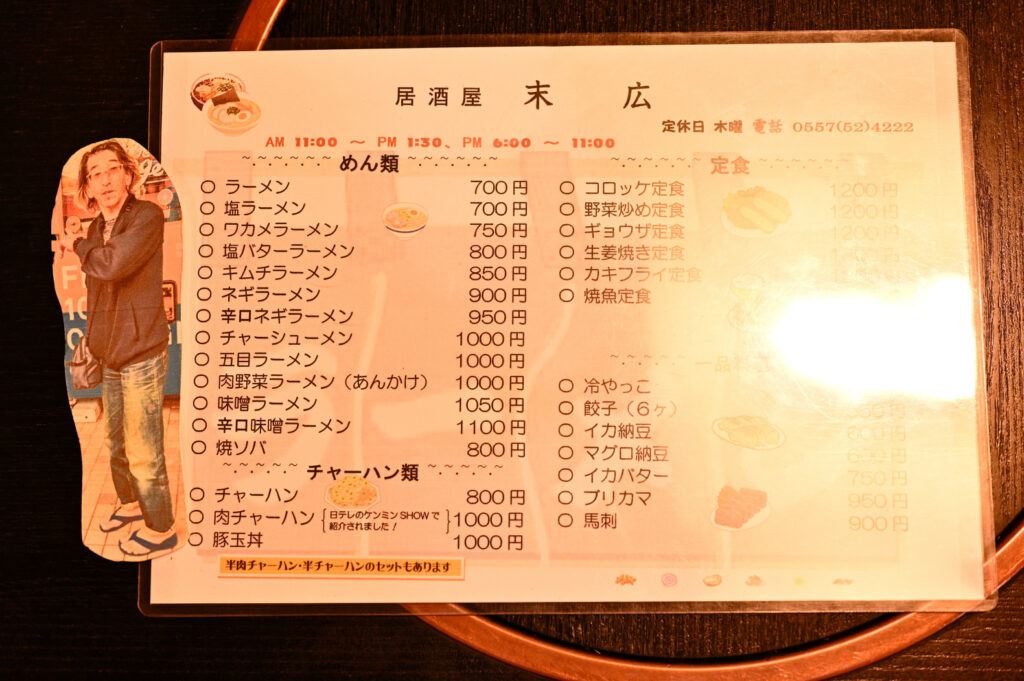 居酒屋 末広
定休日 木曜 電話 0557(52)4222
AM 11:00 ～ PM 1:30、PM 6:00 ～ 11:00
~.~.~.~.~.~ めん類 ~.~.~.~.~.~
○ ラーメン 700円
○ 塩ラーメン 700円
○ ワカメラーメン 750円
○ 塩バターラーメン 800円
○ キムチラーメン 850円
○ ネギラーメン 900円
○ 辛口ネギラーメン 950円
○ チャーシューメン 1000円
○ 五目ラーメン 1000円
○ 肉野菜ラーメン（あんかけ） 1000円
○ 味噌ラーメン 1050円
○ 辛口味噌ラーメン 1100円
○ 焼ソバ 800円
~.~.~.~.~ チャーハン類 ~.~.~.~.~
○ チャーハン 800円
○ 肉チャーハン {日テレのケンミンSHOWで
紹介されました！} 1000円
○ 豚玉丼 1000円
半肉チャーハン・半チャーハンのセットもあります
~.~.~.~.~.~ 定食 ~.~.~.~.~.~
○ コロッケ定食 1200円
○ 野菜炒め定食 1200円
○ ギョウザ定食 1200円
○ 生姜焼き定食
○ カキフライ定食
○ 焼魚定食
~.~.~.~.~ 一品料
○ 冷やっこ
○ 餃子（6ヶ）
○ イカ納豆 600円
○ マグロ納豆 600円
○ イカバター 750円
○ ブリカマ 950円
○ 馬刺 900円